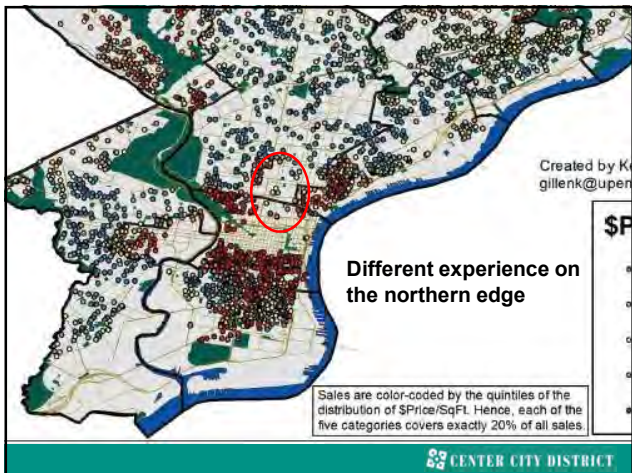 Created by
gillenk@upen
$P
Different experience on
the northern edge
Sales are color-coded by the quintiles of the
distribution of $Price/SqFt. Hence, each of the
five categories covers exactly 20% of all sales.
CENTER CITY DISTRICT